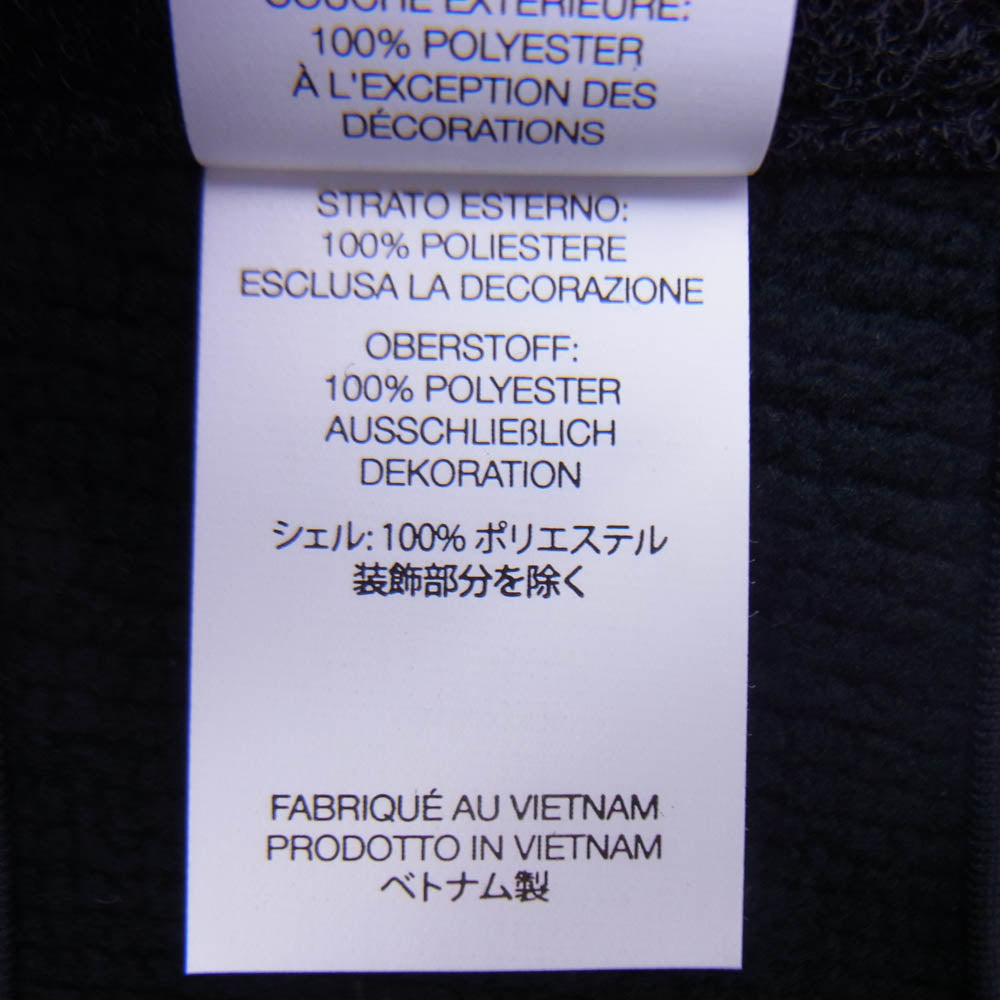 COUCHE EXTÉRIEURE:
100% POLYESTER
À L'EXCEPTION DES
DÉCORATIONS
STRATO ESTERNO:
100% POLIESTERE
ESCLUSA LA DECORAZIONE
OBERSTOFF:
100% POLYESTER
AUSSCHLIEßLICH
DEKORATION
シェル: 100% ポリエステル
装飾部分を除く
FABRIQUÉ AU VIETNAM
PRODOTTO IN VIETNAM
ベトナム製